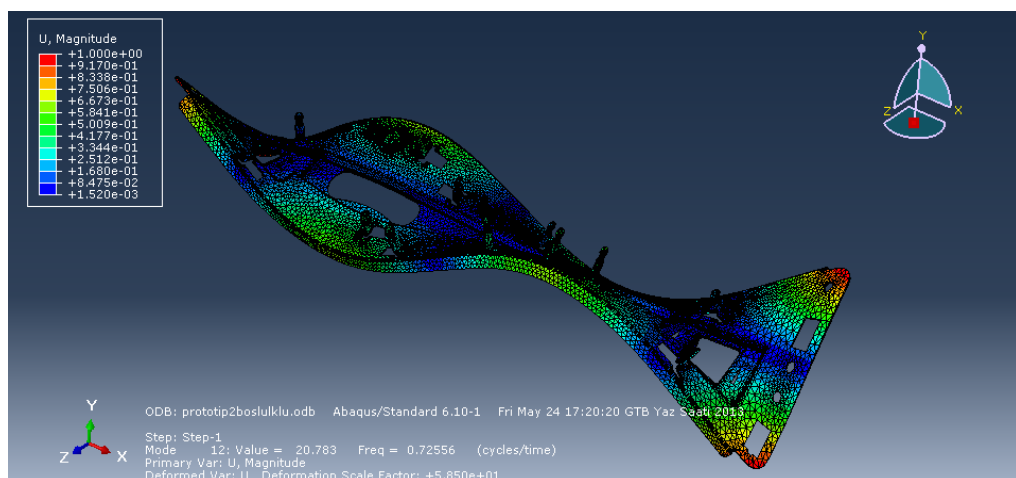 U, Magnitude
+1.000e+00
+9.170e-01
+8.338e-01
+7.506e-01
+6.673e-01
+5.841e-01
+5.009e-01
+4.177e-01
+3.344e-01
+2.512e-01
+1.680e-01
+8.475e-02
+1.520e-03
Y
Z
X
Y
Z
X
ODB: prototip2boslulklu.odb Abaqus/Standard 6.10-1 Fri May 24 17:20:20 GTB Yaz Saati 2013
Step: Step-1
Mode 12: Value = 20.783 Freq = 0.72556 (cycles/time)
Primary Var: U, Magnitude
Deformed Var: U Deformation Scale Factor: +5.850e+01